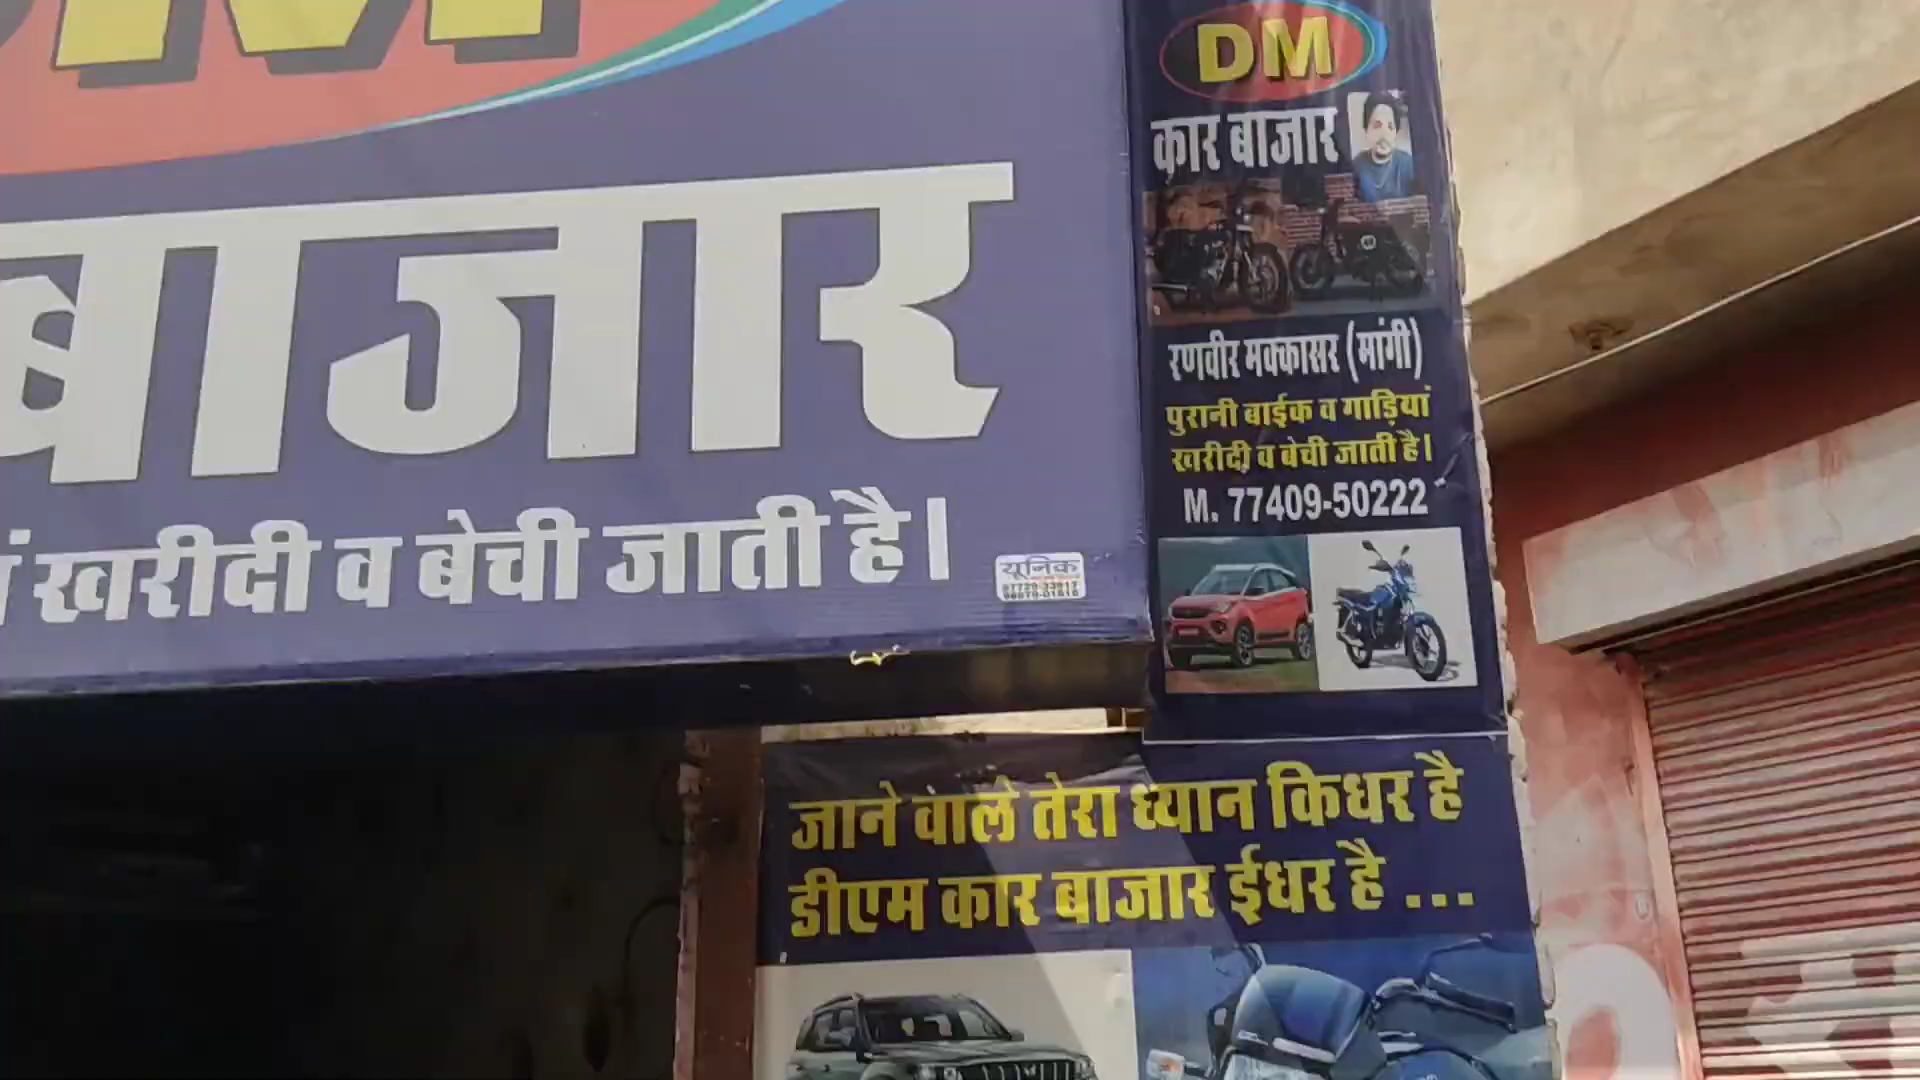 बाजार
खरीदी व बेची जाती है।
यूनिक
DM
कार बाजार
रणवीर मक्कासर (मांगी)
पुरानी बाईक व गाड़ियां
खरीदी व बेची जाती है।
M. 77409-50222
जाने वाले तेरा ध्यान किधर है
डीएम कार बाजार ईधर है ...